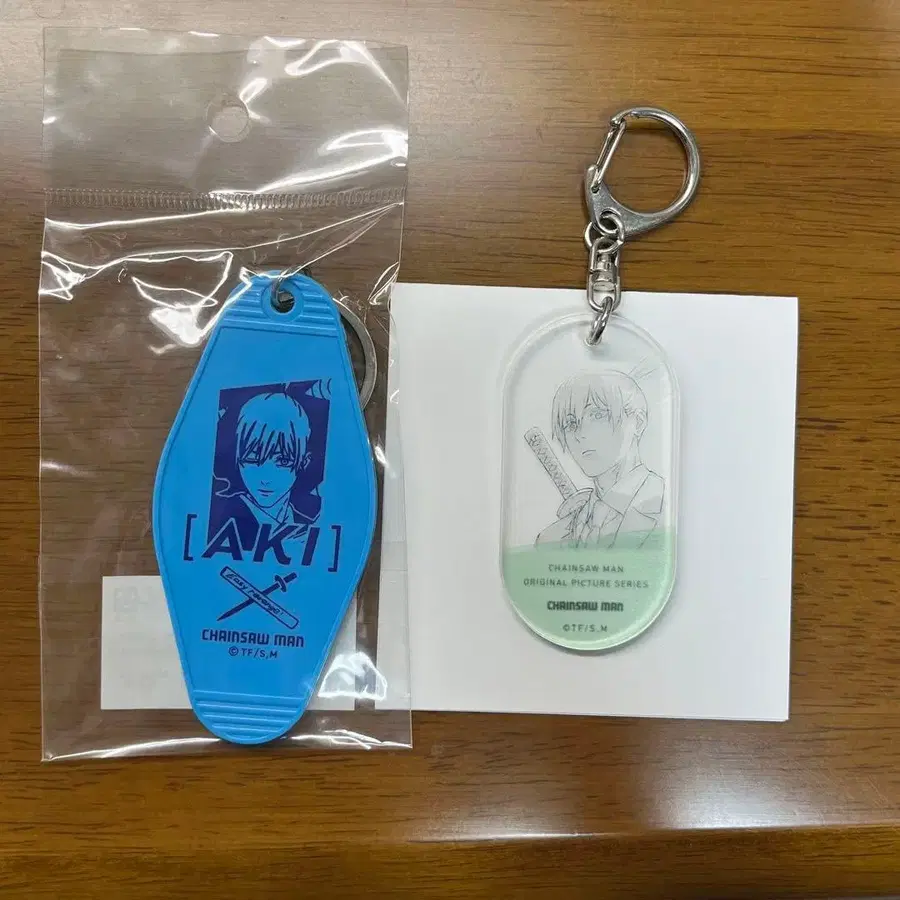 [AKI]
Easy revenge!
CHAINSAW MAN
©TF/S,M
CHAINSAW MAN
ORIGINAL PICTURE SERIES
CHAINSAW MAN
©TF/S,M